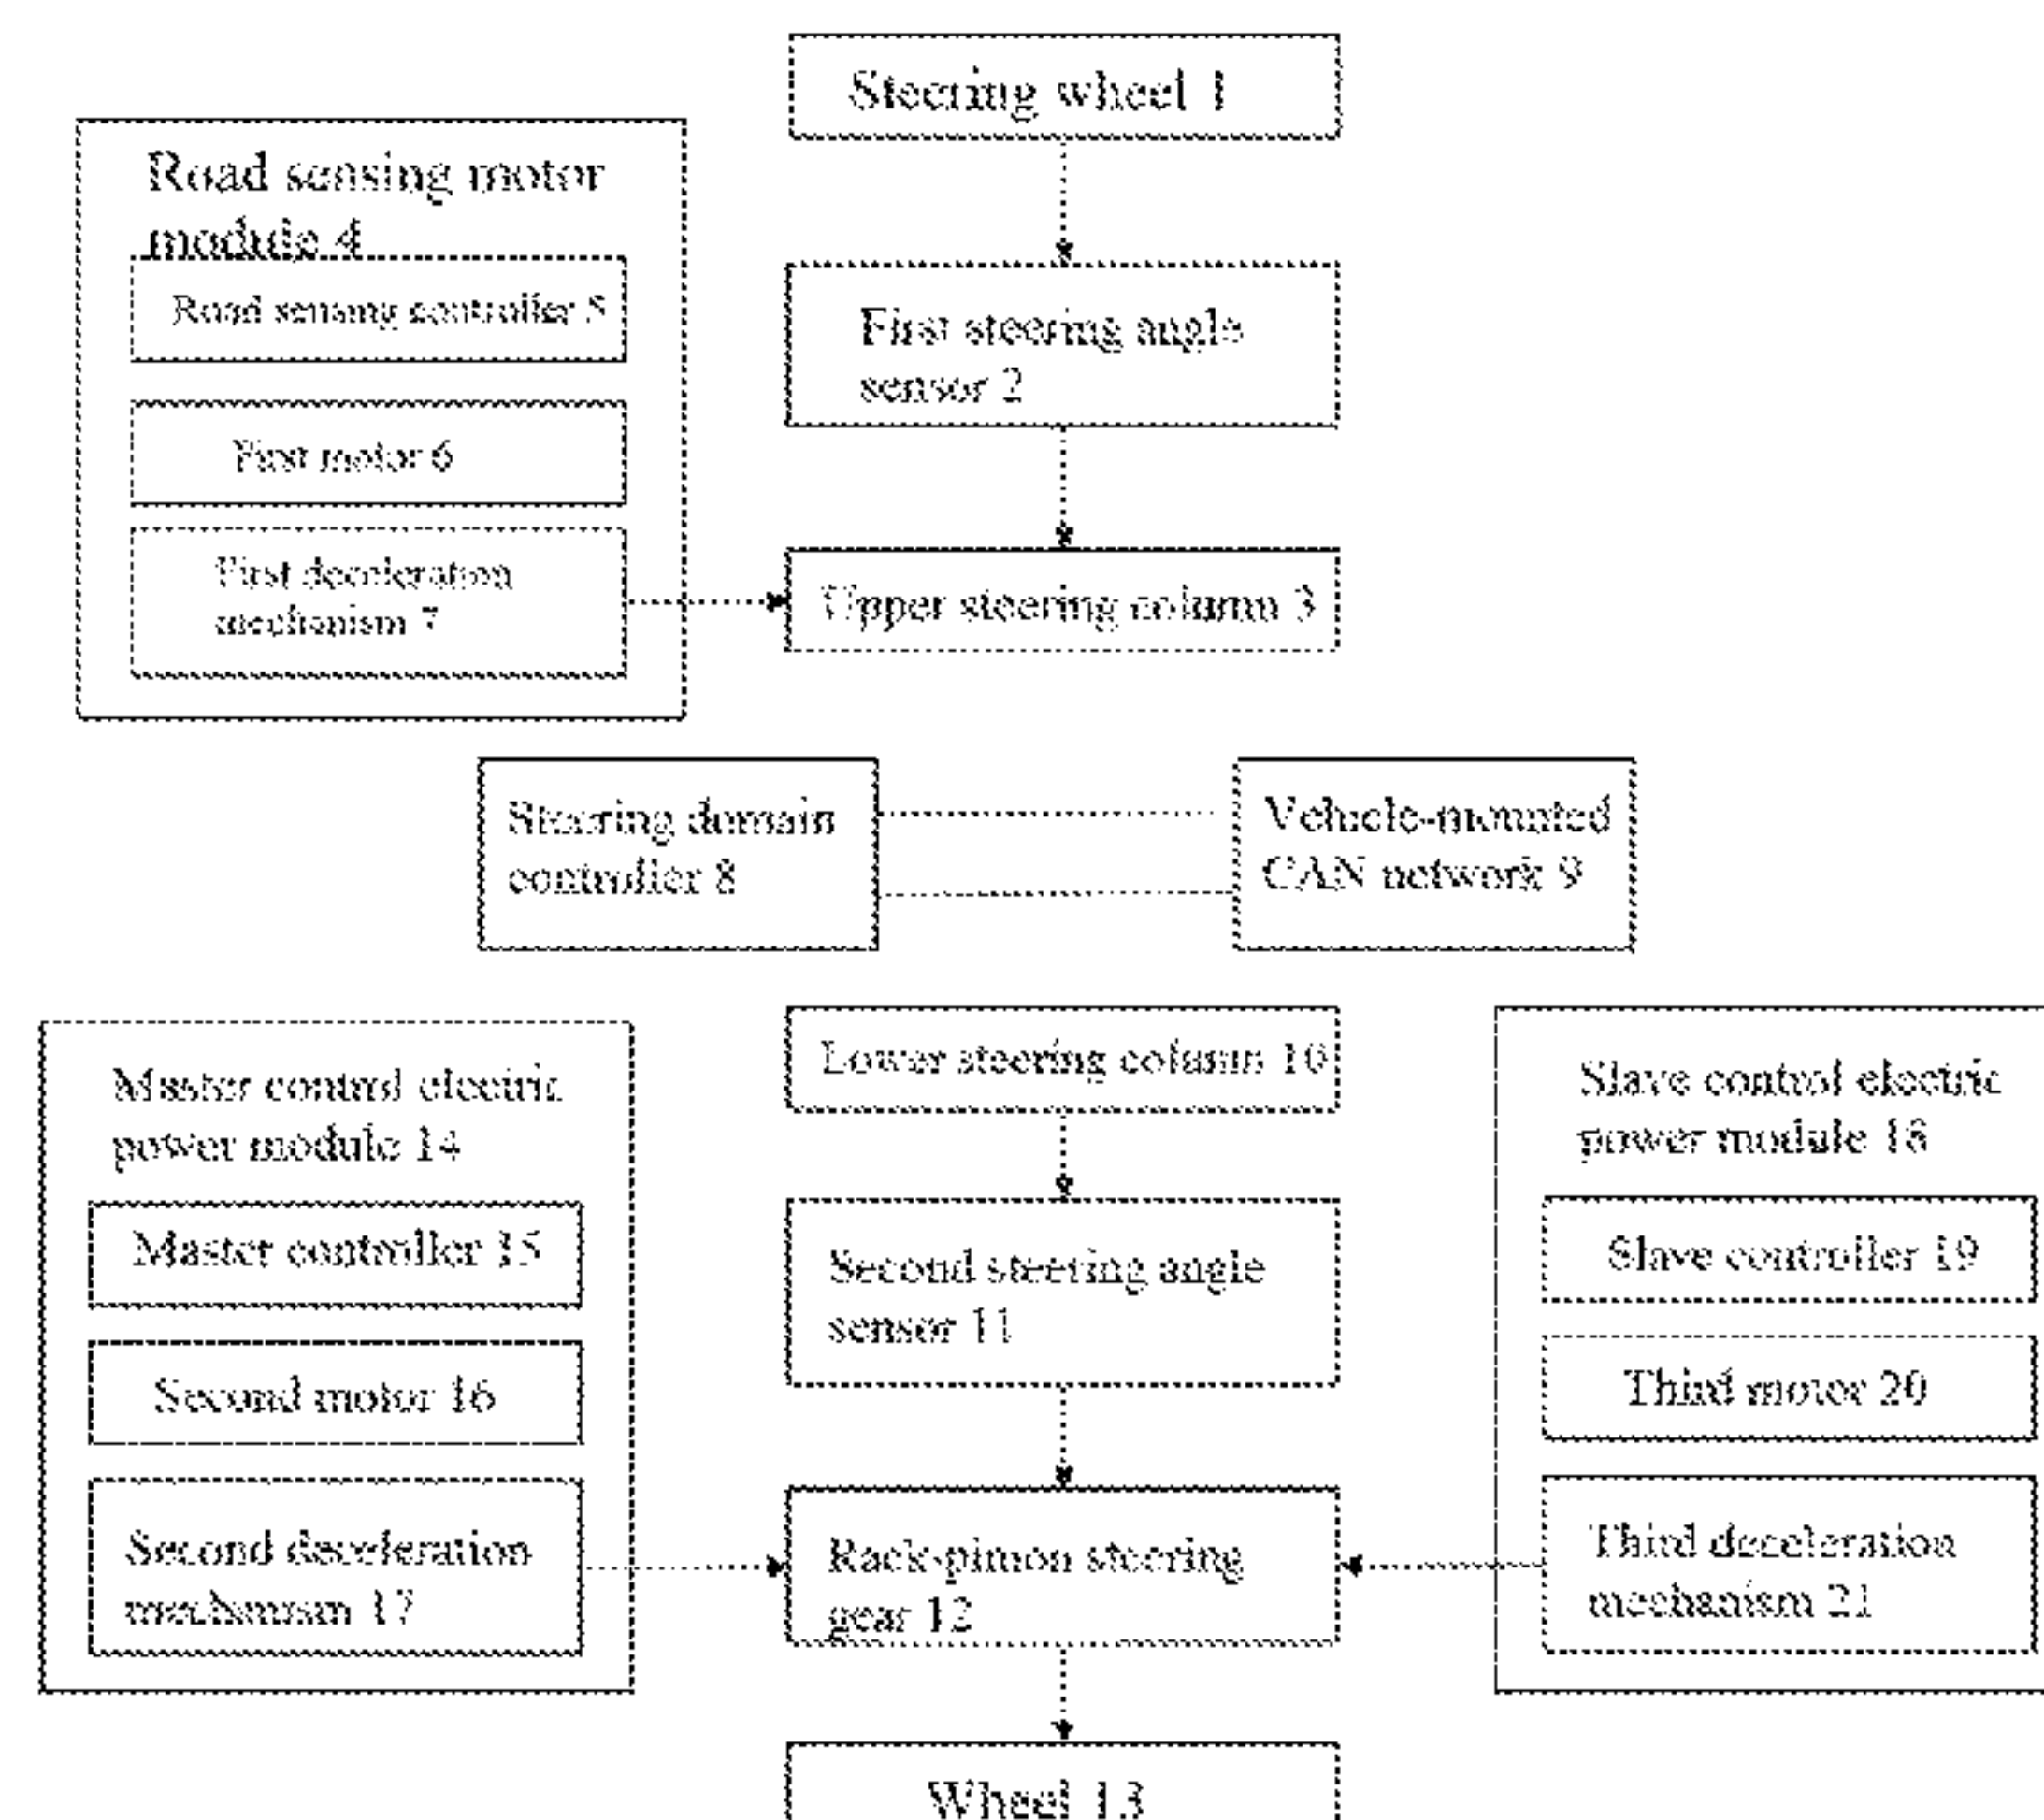 Steering wheel 1
Road sensing motor
module 4
Road sensing controller 5
First steering angle
sensor 2
First motor 6
First deceleration
mechanism 7
Upper steering column 3
Steering domain
controller 8
Vehicle-mounted
CAN network 9
Master control electric
power module 14
Lower steering column 10
Slave control electric
power module 18
Master controller 15
Second steering angle
sensor 11
Slave controller 19
Second motor 16
Third motor 20
Second deceleration
mechanism 17
Rack-pinion steering
gear 12
Third deceleration
mechanism 21
Wheel 13